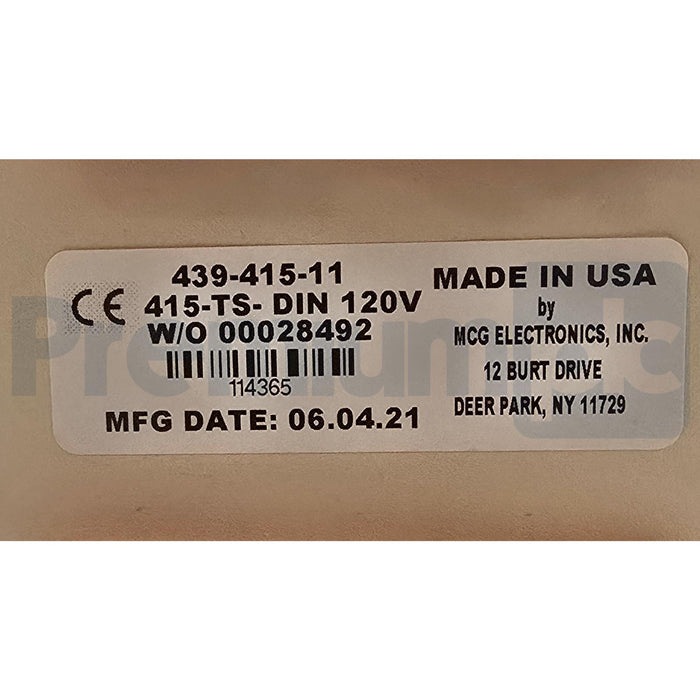 439-415-11
CE 415-TS- DIN 120V
W/O 00028492
114365
MFG DATE: 06.04.21
MADE IN USA
by
MCG ELECTRONICS, INC.
12 BURT DRIVE
DEER PARK, NY 11729
PremiumPLC